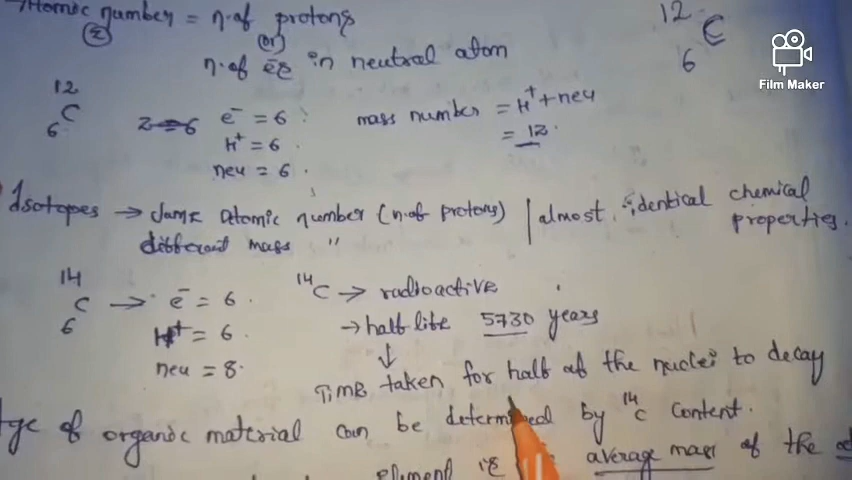 Atomic number = n.of protons
(Z) (or)
n.of ēs in neutral atom
12
C
6
Film Maker
12
C
6
e⁻ = 6
H⁺ = 6
neu = 6
mass number = H⁺ + neu
= 12
Isotopes → same atomic number (n.of protons) | almost identical chemical properties.
different mass "
14
C → e⁻ = 6
6
H⁺ = 6
neu = 8
¹⁴C → radioactive
→ half life 5730 years
↓
Time taken for half of the nuclei to decay
Age of organic material can be determined by ¹⁴C content.
element is average mass of the